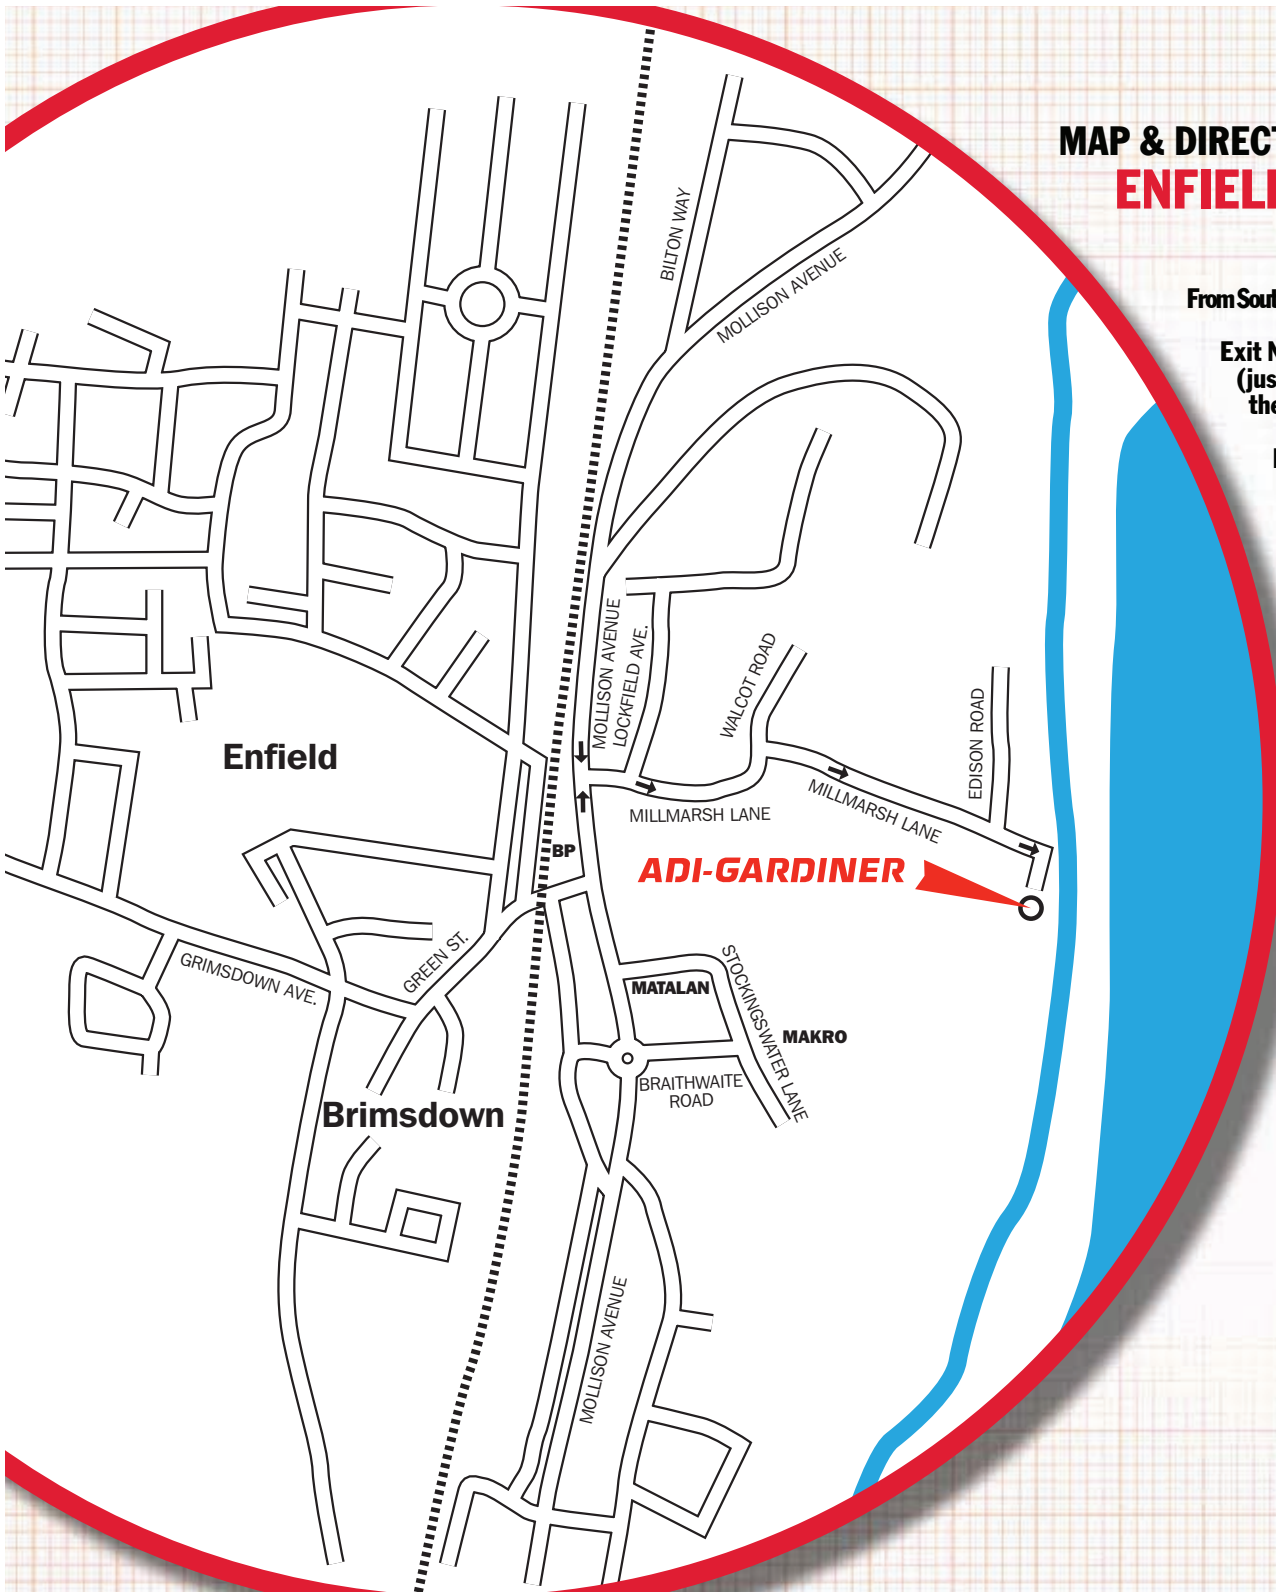 MAP & DIRECT
ENFIEL
From Sout
Exit N
(jus
the
BILTON WAY
MOLLISON AVENUE
MOLLISON AVENUE
LOCKFIELD AVE.
WALCOT ROAD
EDISON ROAD
Enfield
MILLMARSH LANE
MILLMARSH LANE
BP
ADI-GARDINER
GRIMSDOWN AVE.
GREEN ST.
MATALAN
STOCKINGSWATER LANE
MAKRO
BRAITHWAITE
ROAD
Brimsdown
MOLLISON AVENUE